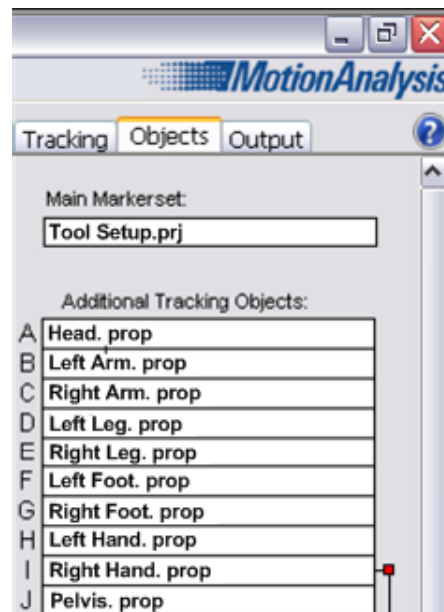 MotionAnalysis
Tracking Objects Output ?
Main Markerset:
Tool Setup.prj
Additional Tracking Objects:
A Head. prop
B Left Arm. prop
C Right Arm. prop
D Left Leg. prop
E Right Leg. prop
F Left Foot. prop
G Right Foot. prop
H Left Hand. prop
I Right Hand. prop
J Pelvis. prop